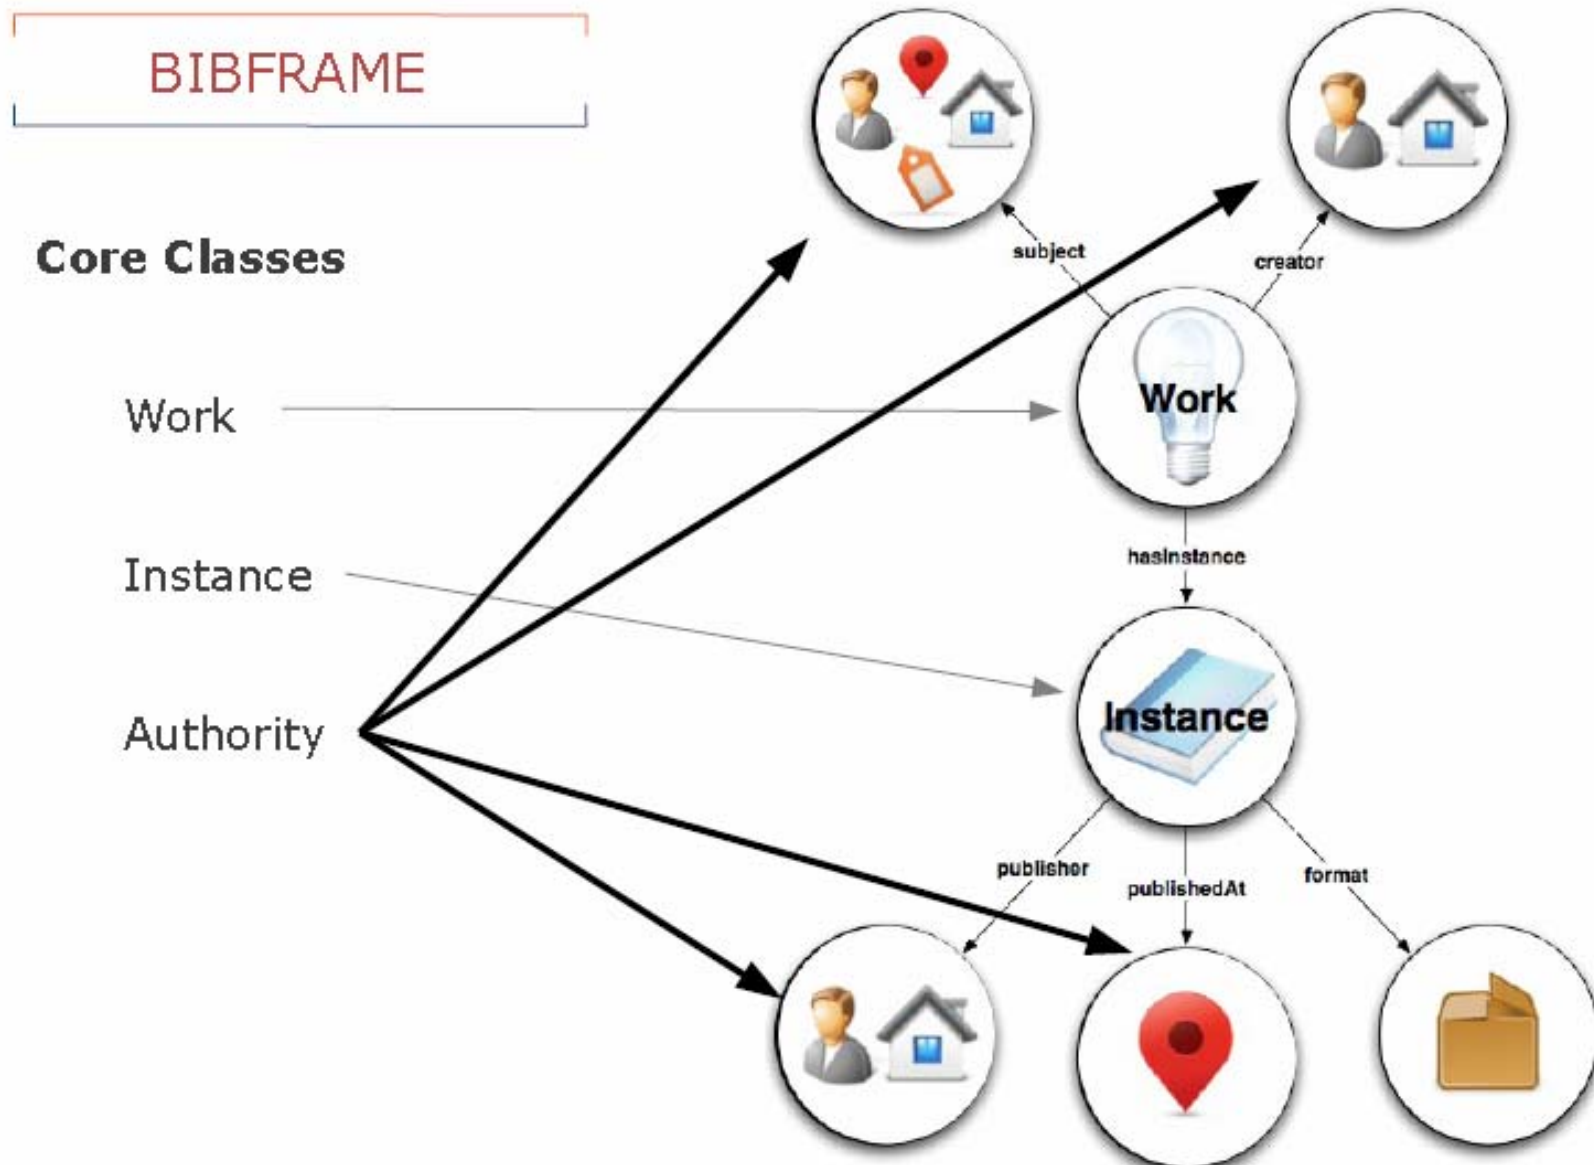 BIBFRAME
Core Classes
Work
Instance
Authority
subject
creator
Work
hasInstance
Instance
publisher
publishedAt
format